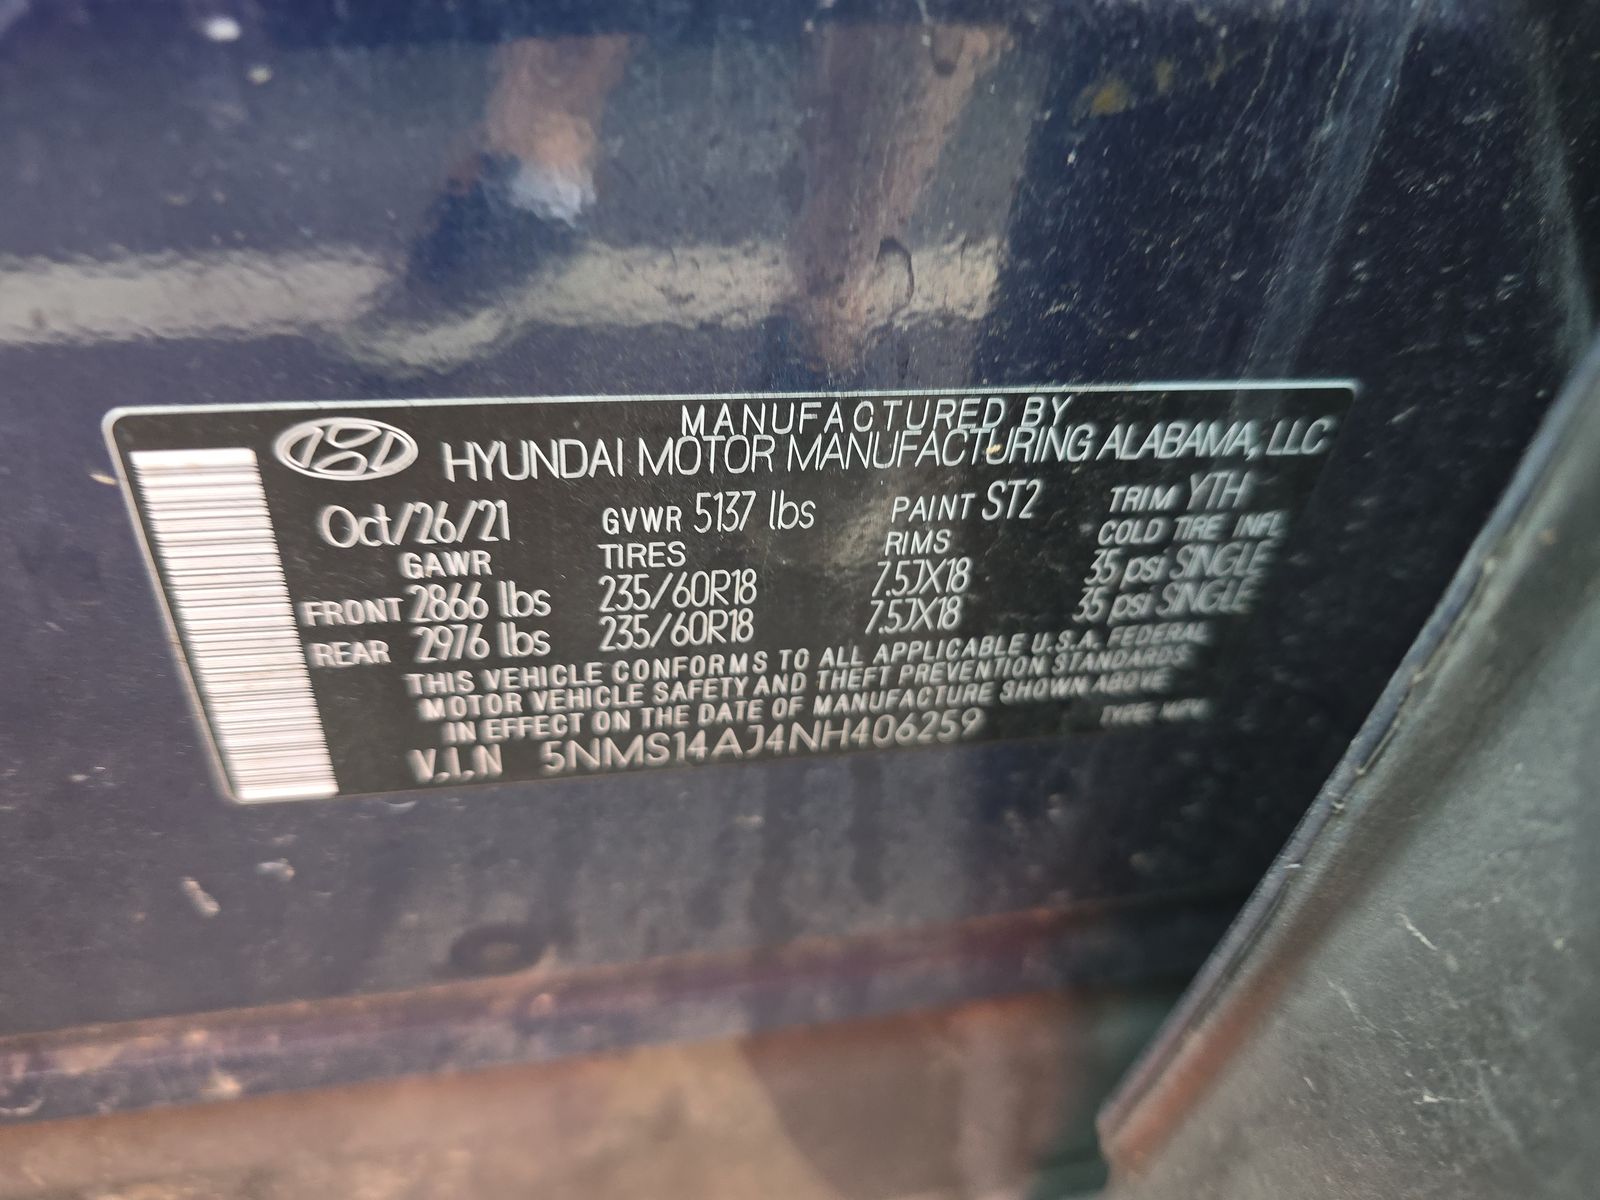 MANUFACTURED BY
HYUNDAI MOTOR MANUFACTURING ALABAMA, LLC
Oct/26/21 GVWR 5137 lbs PAINT ST2 TRIM YTH
GAWR TIRES RIMS COLD TIRE INFL
FRONT 2866 lbs 235/60R18 7.5JX18 35 psi SINGLE
REAR 2976 lbs 235/60R18 7.5JX18 35 psi SINGLE
THIS VEHICLE CONFORMS TO ALL APPLICABLE U.S.A. FEDERAL
MOTOR VEHICLE SAFETY AND THEFT PREVENTION STANDARDS
IN EFFECT ON THE DATE OF MANUFACTURE SHOWN ABOVE
V.I.N 5NMS14AJ4NH406259 TYPE: MPV